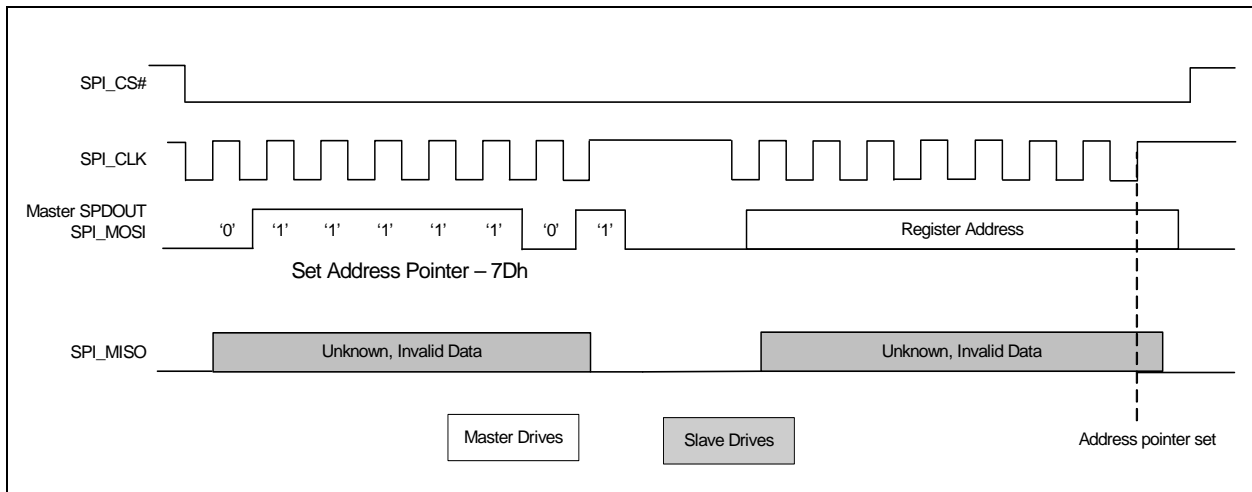 SPI_CS#
SPI_CLK
Master SPDOUT
SPI_MOSI
‘0’ ‘1’ ‘1’ ‘1’ ‘1’ ‘1’ ‘0’ ‘1’ Register Address
Set Address Pointer – 7Dh
SPI_MISO
Unknown, Invalid Data Unknown, Invalid Data
Master Drives Slave Drives
Address pointer set